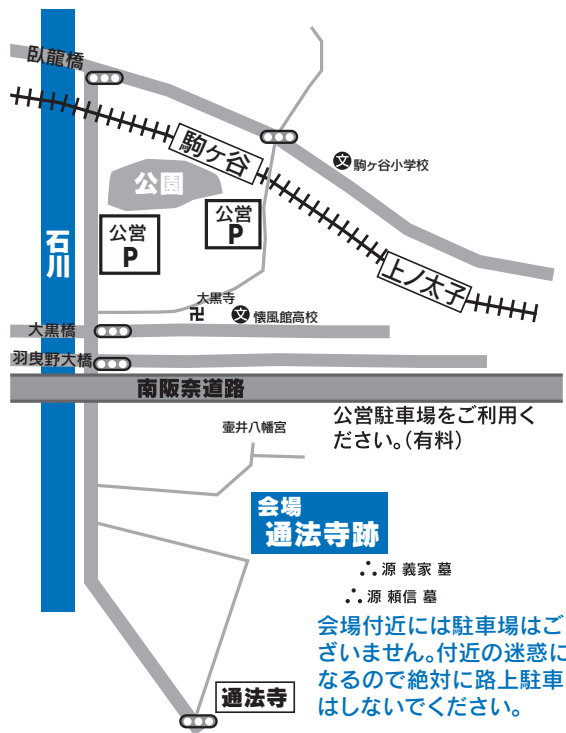 臥龍橋
駒ヶ谷
文 駒ヶ谷小学校
公園
公営
P
公営
P
石川
上ノ太子
大黒寺
卍
文 懐風館高校
大黒橋
羽曳野大橋
南阪奈道路
公営駐車場をご利用く
ださい。(有料)
壷井八幡宮
会場
通法寺跡
源 義家 墓
源 頼信 墓
会場付近には駐車場はご
ざいません。付近の迷惑に
なるので絶対に路上駐車
はしないでください。
通法寺